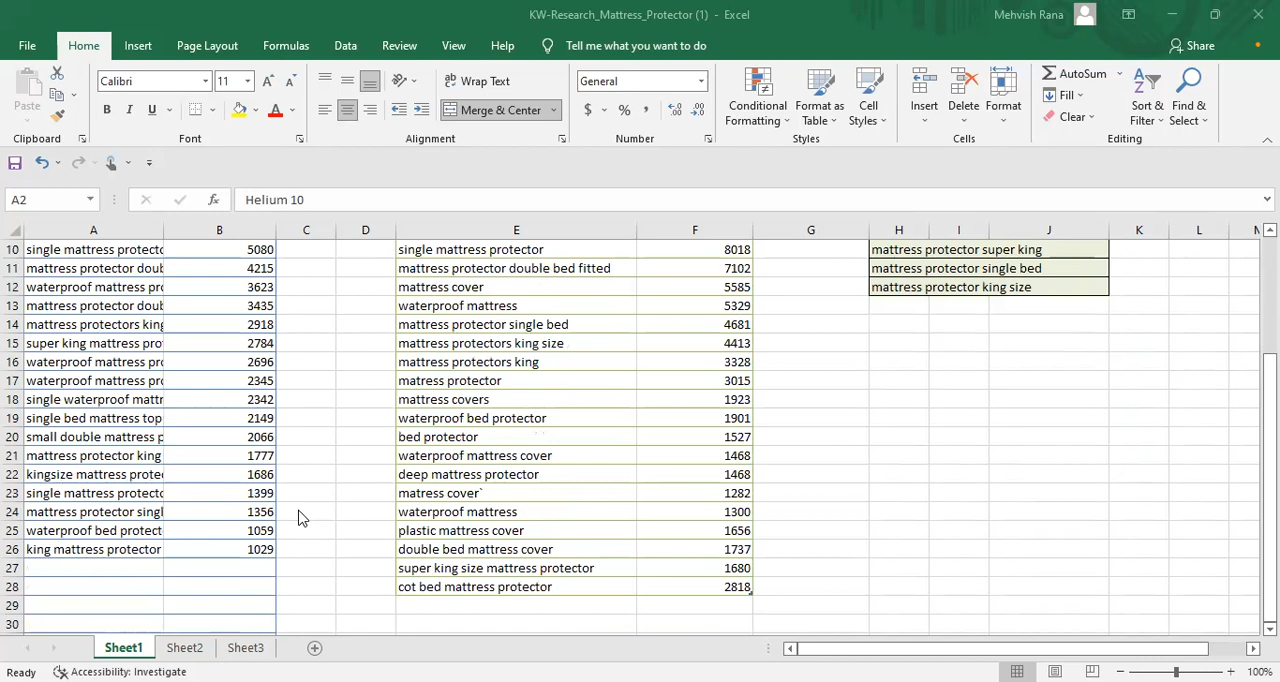 KW-Research_Mattress_Protector (1) - Excel
Mehvish Rana
File Home Insert Page Layout Formulas Data Review View Help Tell me what you want to do Share
Paste
Calibri 11
B I U
Wrap Text
Merge & Center
General
$ % ,
Conditional Formatting
Format as Table
Cell Styles
Insert
Delete
Format
AutoSum
Fill
Clear
Sort & Filter
Find & Select
Clipboard Font Alignment Number Styles Cells Editing
A2 fx Helium 10
A B C D E F G H I J K L M
10 single mattress protecto 5080 single mattress protector 8018 mattress protector super king
11 mattress protector dou 4215 mattress protector double bed fitted 7102 mattress protector single bed
12 waterproof mattress pr 3623 mattress cover 5585 mattress protector king size
13 mattress protector doub 3435 waterproof mattress 5329
14 mattress protectors king 2918 mattress protector single bed 4681
15 super king mattress pro 2784 mattress protectors king size 4413
16 waterproof mattress pro 2696 mattress protectors king 3328
17 waterproof mattress pro 2345 matress protector 3015
18 single waterproof mattr 2342 mattress covers 1923
19 single bed mattress top 2149 waterproof bed protector 1901
20 small double mattress p 2066 bed protector 1527
21 mattress protector king 1777 waterproof mattress cover 1468
22 kingsize mattress prote 1686 deep mattress protector 1468
23 single mattress protecto 1399 matress cover` 1282
24 mattress protector singl 1356 waterproof mattress 1300
25 waterproof bed protect 1059 plastic mattress cover 1656
26 king mattress protector 1029 double bed mattress cover 1737
27 super king size mattress protector 1680
28 cot bed mattress protector 2818
29
30
Sheet1 Sheet2 Sheet3
Ready Accessibility: Investigate 100%